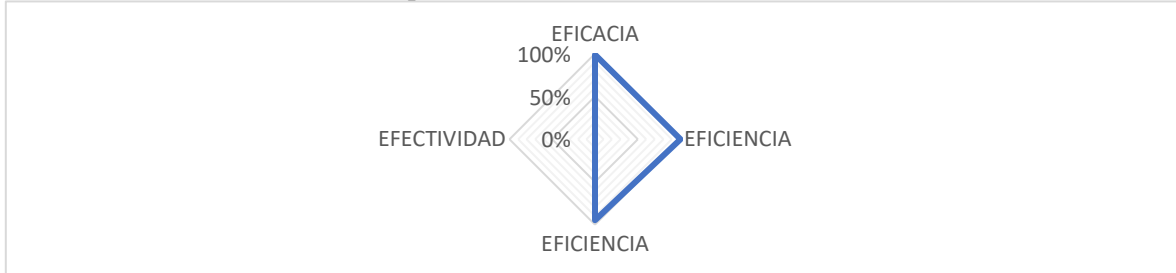 EFICACIA
100%
50%
EFECTIVIDAD 0% EFICIENCIA
EFICIENCIA